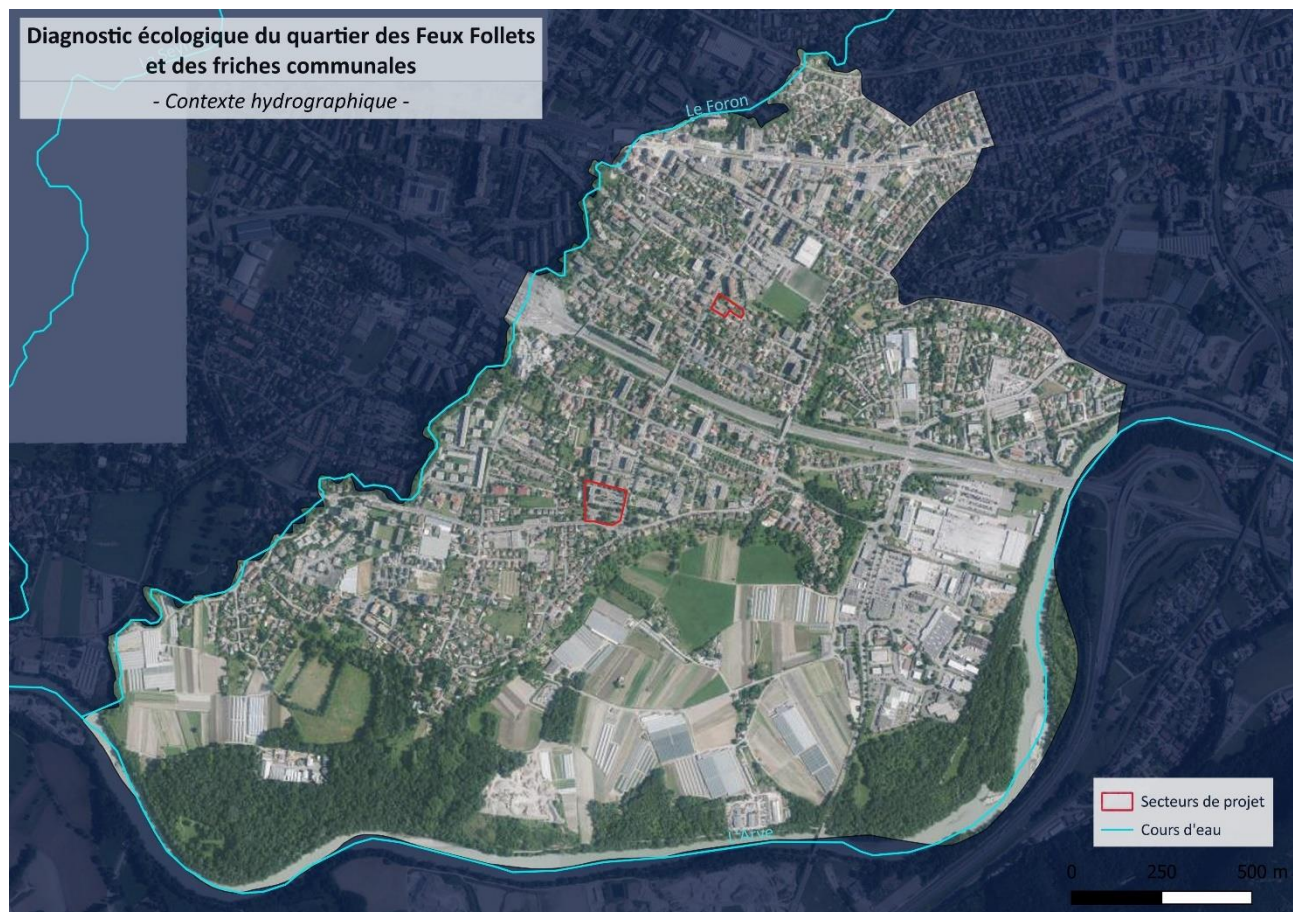 Diagnostic écologique du quartier des Feux Follets
et des friches communales
- Contexte hydrographique -
Le Foron
L'Arve
Secteurs de projet
Cours d'eau
0 250 500 m